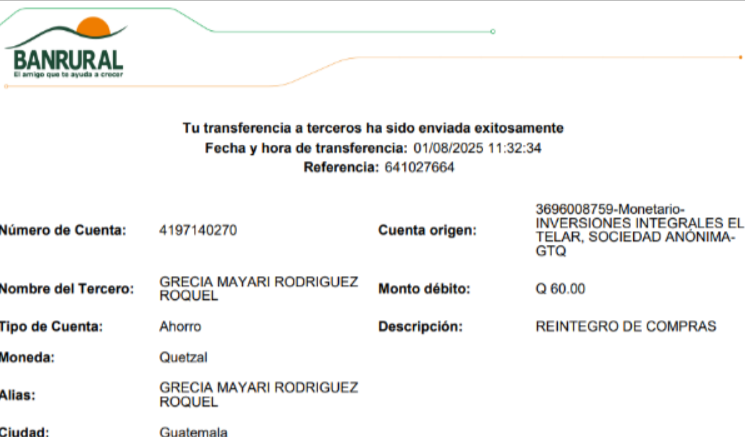 BANRURAL
El amigo que te ayuda a crecer
Tu transferencia a terceros ha sido enviada exitosamente
Fecha y hora de transferencia: 01/08/2025 11:32:34
Referencia: 641027664
Número de Cuenta: 4197140270
Cuenta origen: 3696008759-Monetario-
INVERSIONES INTEGRALES EL
TELAR, SOCIEDAD ANÓNIMA-
GTQ
Nombre del Tercero: GRECIA MAYARI RODRIGUEZ
ROQUEL
Monto débito: Q 60.00
Tipo de Cuenta: Ahorro
Descripción: REINTEGRO DE COMPRAS
Moneda: Quetzal
Alias: GRECIA MAYARI RODRIGUEZ
ROQUEL
Ciudad: Guatemala